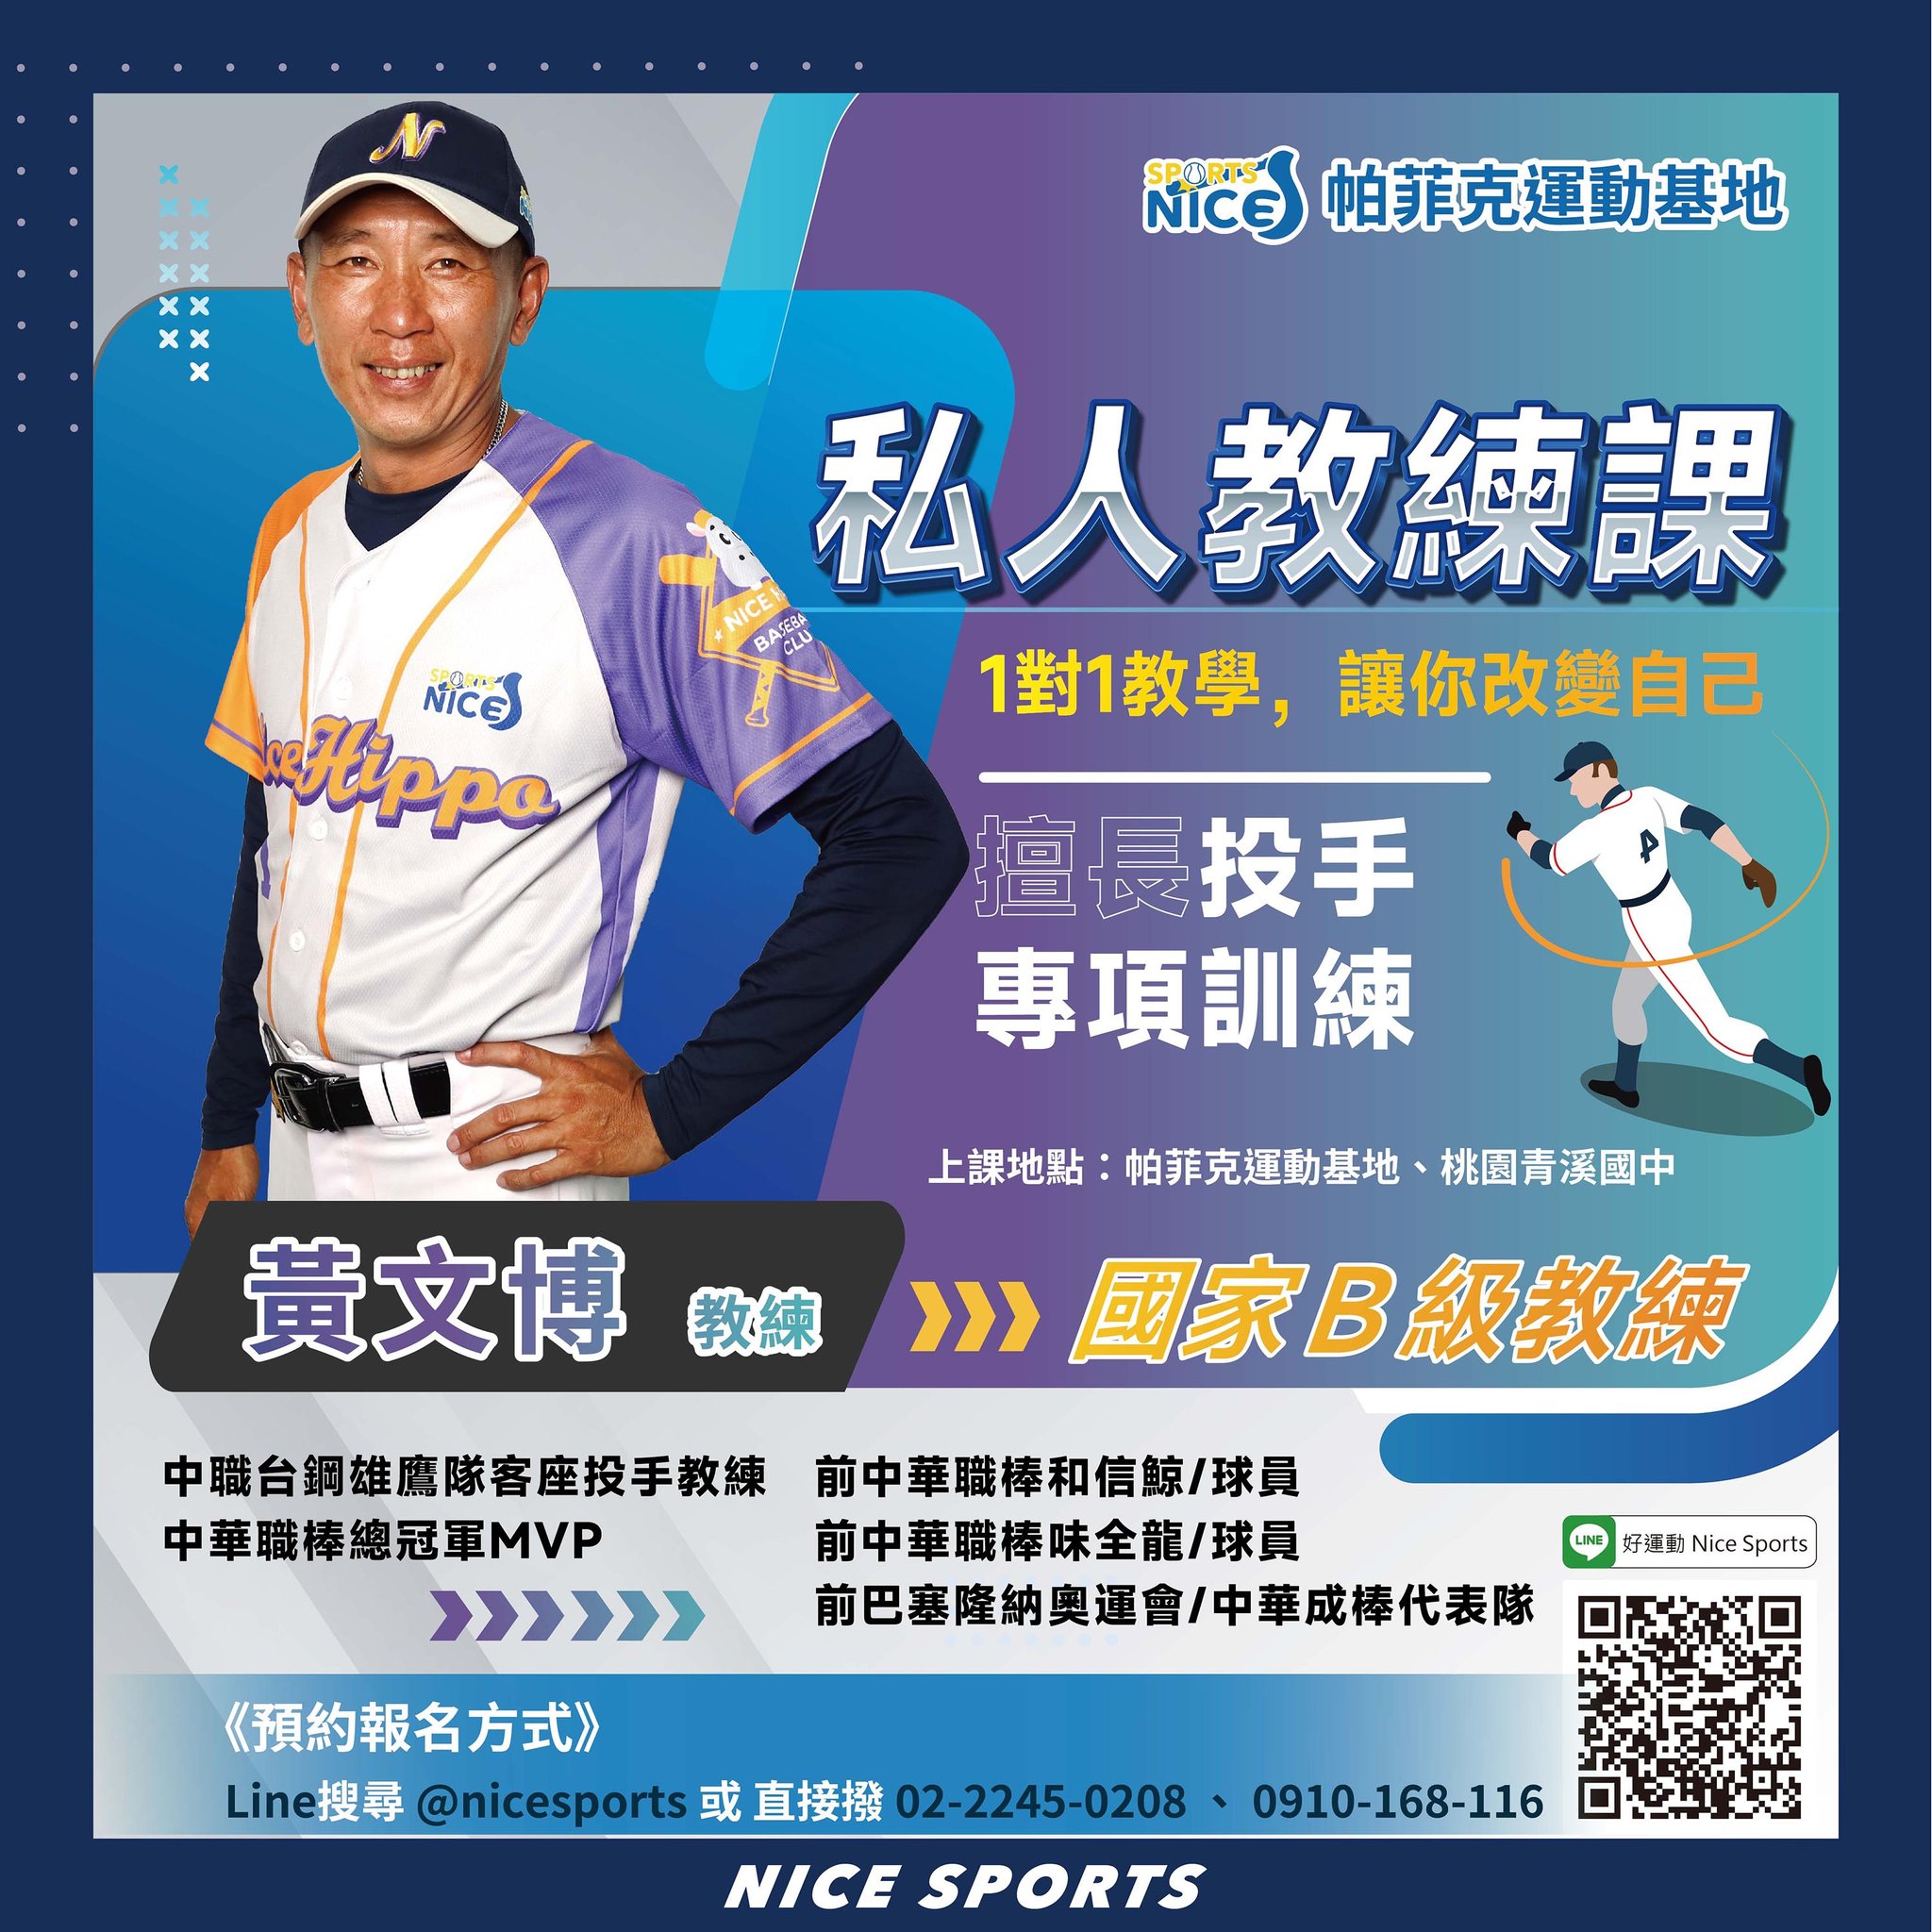 N
SPORTS
NICE
帕菲克運動基地
私人教練課
1對1教學，讓你改變自己
擅長投手
專項訓練
4
NICE
BASEBA
CLU
SPORTS
NICE
iceHippo
上課地點：帕菲克運動基地、桃園青溪國中
黃文博 教練
國家B級教練
中職台鋼雄鷹隊客座投手教練
中華職棒總冠軍MVP
前中華職棒和信鯨/球員
前中華職棒味全龍/球員
前巴塞隆納奧運會/中華成棒代表隊
LINE 好運動 Nice Sports
《預約報名方式》
Line搜尋 @nicesports 或 直接撥 02-2245-0208 、 0910-168-116
NICE SPORTS